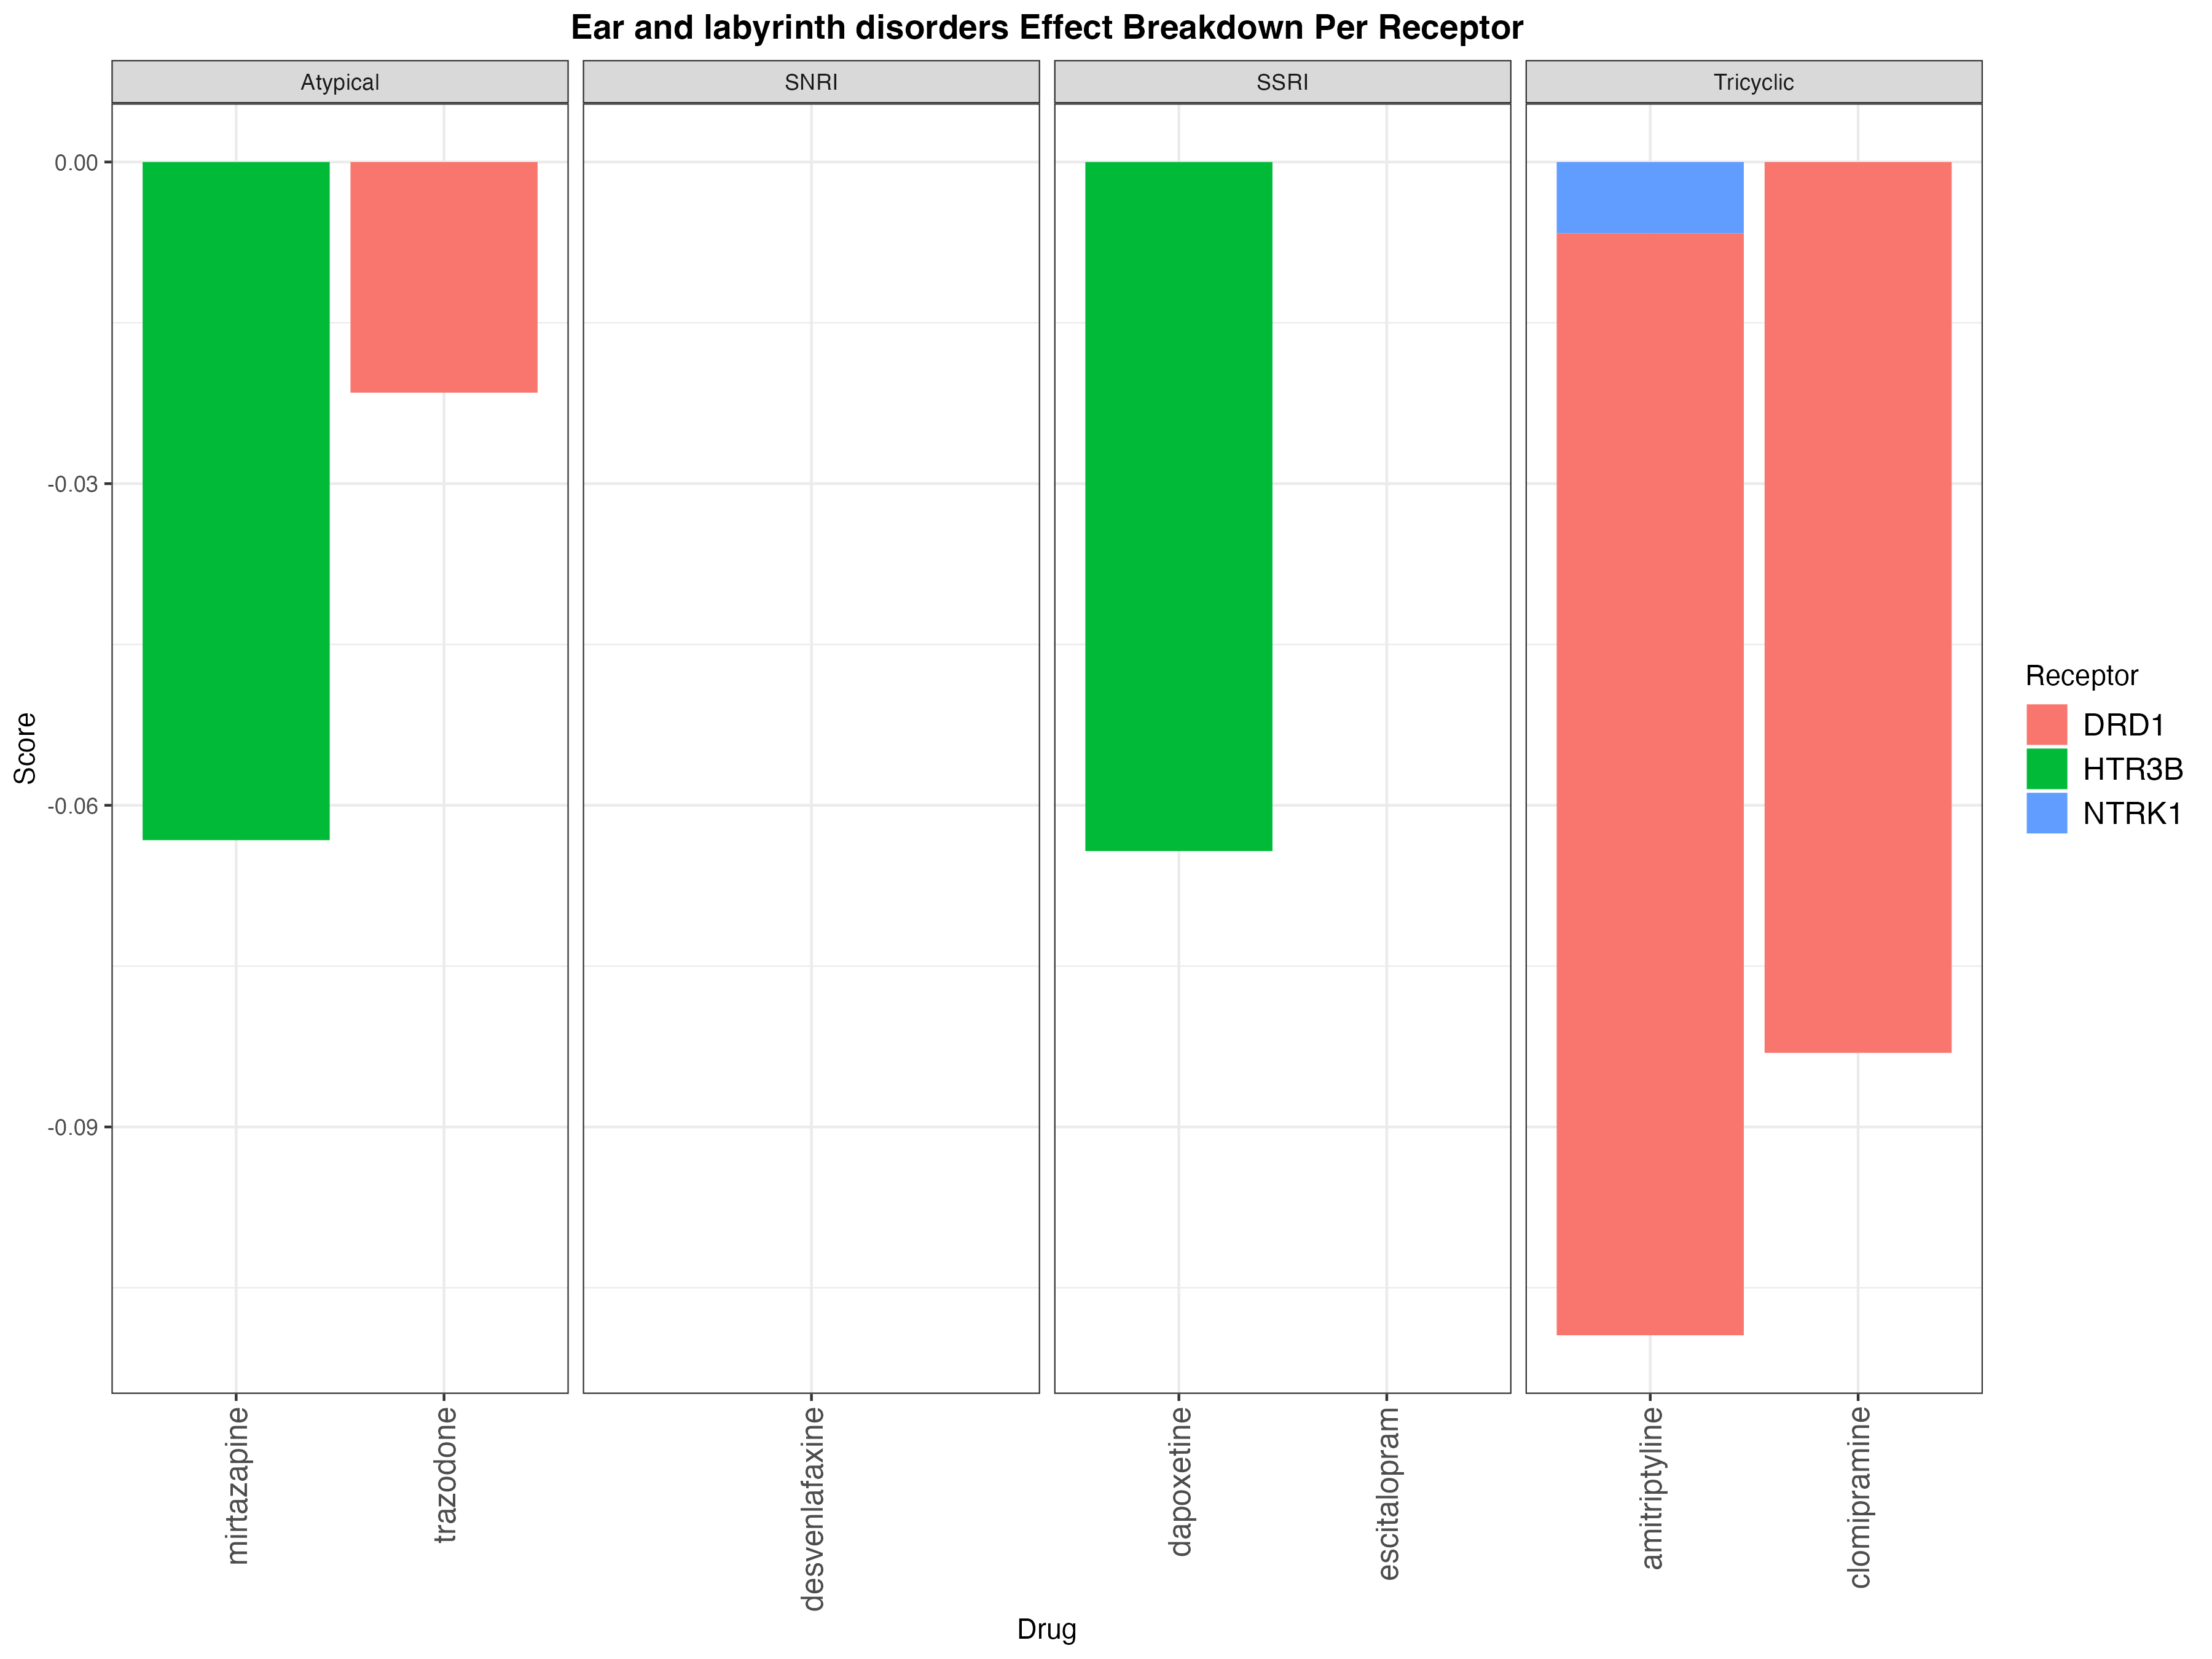 Ear and labyrinth disorders Effect Breakdown Per Receptor
Atypical
SNRI
SSRI
Tricyclic
0.00
-0.03
-0.06
-0.09
Score
mirtazapine
trazodone
desvenlafaxine
dapoxetine
escitalopram
amitriptyline
clomipramine
Drug
Receptor
DRD1
HTR3B
NTRK1